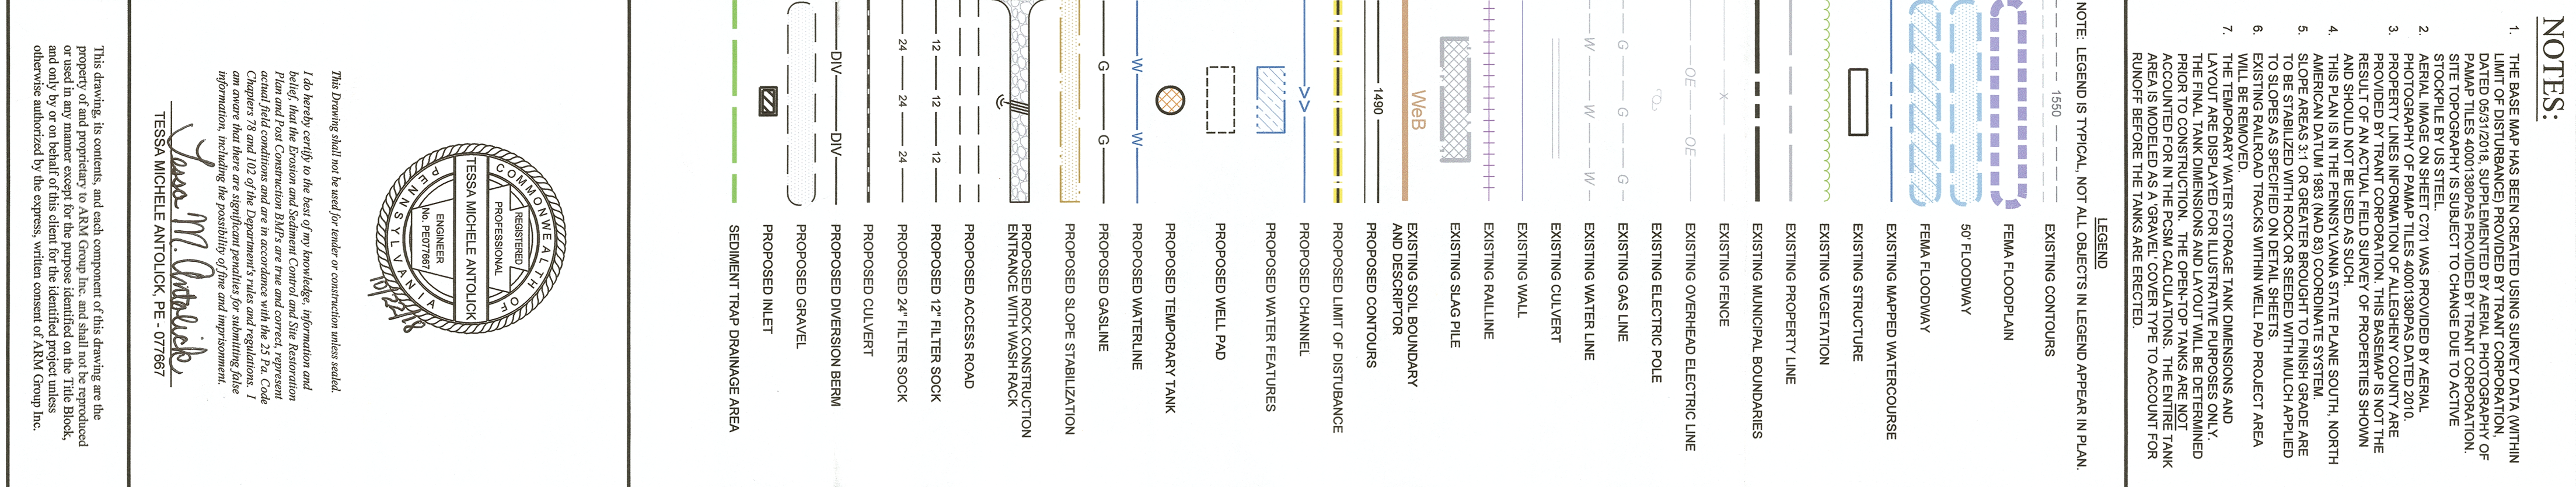 NOTES:
1. THE BASE MAP HAS BEEN CREATED USING SURVEY DATA (WITHIN
LIMIT OF DISTURBANCE) PROVIDED BY TRANT CORPORATION,
DATED 05/31/2018, SUPPLEMENTED BY AERIAL PHOTOGRAPHY OF
PAMAP TILES 40001380PAS PROVIDED BY TRANT CORPORATION.
SITE TOPOGRAPHY IS SUBJECT TO CHANGE DUE TO ACTIVE
STOCKPILE BY US STEEL.
2. AERIAL IMAGE ON SHEET C701 WAS PROVIDED BY AERIAL
PHOTOGRAPHY OF PAMAP TILES 40001380PAS DATED 2010.
3. PROPERTY LINES INFORMATION OF ALLEGHENY COUNTY ARE
PROVIDED BY TRANT CORPORATION. THIS BASEMAP IS NOT THE
RESULT OF AN ACTUAL FIELD SURVEY OF PROPERTIES SHOWN
AND SHOULD NOT BE USED AS SUCH.
4. THIS PLAN IS IN THE PENNSYLVANIA STATE PLANE SOUTH, NORTH
AMERICAN DATUM 1983 (NAD 83) COORDINATE SYSTEM.
5. SLOPE AREAS 3:1 OR GREATER BROUGHT TO FINISH GRADE ARE
TO BE STABILIZED WITH ROCK OR SEEDED WITH MULCH APPLIED
TO SLOPES AS SPECIFIED ON DETAIL SHEETS.
6. EXISTING RAILROAD TRACKS WITHIN WELL PAD PROJECT AREA
WILL BE REMOVED.
7. THE TEMPORARY WATER STORAGE TANK DIMENSIONS AND
LAYOUT ARE DISPLAYED FOR ILLUSTRATIVE PURPOSES ONLY.
THE FINAL TANK DIMENSIONS AND LAYOUT WILL BE DETERMINED
PRIOR TO CONSTRUCTION. THE OPEN-TOP TANKS ARE NOT
ACCOUNTED FOR IN THE PCSM CALCULATIONS. THE ENTIRE TANK
AREA IS MODELED AS A 'GRAVEL' COVER TYPE TO ACCOUNT FOR
RUNOFF BEFORE THE TANKS ARE ERECTED.
LEGEND
NOTE: LEGEND IS TYPICAL, NOT ALL OBJECTS IN LEGEND APPEAR IN PLAN.
1550 EXISTING CONTOURS
FEMA FLOODPLAIN
50' FLOODWAY
FEMA FLOODWAY
EXISTING MAPPED WATERCOURSE
EXISTING STRUCTURE
EXISTING VEGETATION
EXISTING PROPERTY LINE
EXISTING MUNICIPAL BOUNDARIES
X EXISTING FENCE
OE OE EXISTING OVERHEAD ELECTRIC LINE
EXISTING ELECTRIC POLE
G G G EXISTING GAS LINE
W W W EXISTING WATER LINE
EXISTING CULVERT
EXISTING WALL
EXISTING RAILLINE
EXISTING SLAG PILE
WeB EXISTING SOIL BOUNDARY
AND DESCRIPTOR
1490 PROPOSED CONTOURS
PROPOSED LIMIT OF DISTUBANCE
>> PROPOSED CHANNEL
PROPOSED WATER FEATURES
PROPOSED WELL PAD
PROPOSED TEMPORARY TANK
W W PROPOSED WATERLINE
G G PROPOSED GASLINE
PROPOSED SLOPE STABILIZATION
PROPOSED ROCK CONSTRUCTION
ENTRANCE WITH WASH RACK
PROPOSED ACCESS ROAD
12 12 12 PROPOSED 12" FILTER SOCK
24 24 24 PROPOSED 24" FILTER SOCK
PROPOSED CULVERT
DIV DIV PROPOSED DIVERSION BERM
PROPOSED GRAVEL
PROPOSED INLET
SEDIMENT TRAP DRAINAGE AREA
COMMONWEALTH OF
REGISTERED
PROFESSIONAL
TESSA MICHELE ANTOLICK
ENGINEER
No. PE077667
PENNSYLVANIA
10/22/18
This Drawing shall not be used for tender or construction unless sealed.
I do hereby certify to the best of my knowledge, information and
belief, that the Erosion and Sediment Control and Site Restoration
Plan and Post Construction BMPs are true and correct, represent
actual field conditions and are in accordance with the 25 Pa. Code
Chapters 78 and 102 of the Department's rules and regulations. I
am aware that there are significant penalties for submitting false
information, including the possibility of fine and imprisonment.
Tessa M. Antolick
TESSA MICHELE ANTOLICK, PE - 077667
This drawing, its contents, and each component of this drawing are the
property of and proprietary to ARM Group Inc. and shall not be reproduced
or used in any manner except for the purpose identified on the Title Block,
and only by or on behalf of this client for the identified project unless
otherwise authorized by the express, written consent of ARM Group Inc.